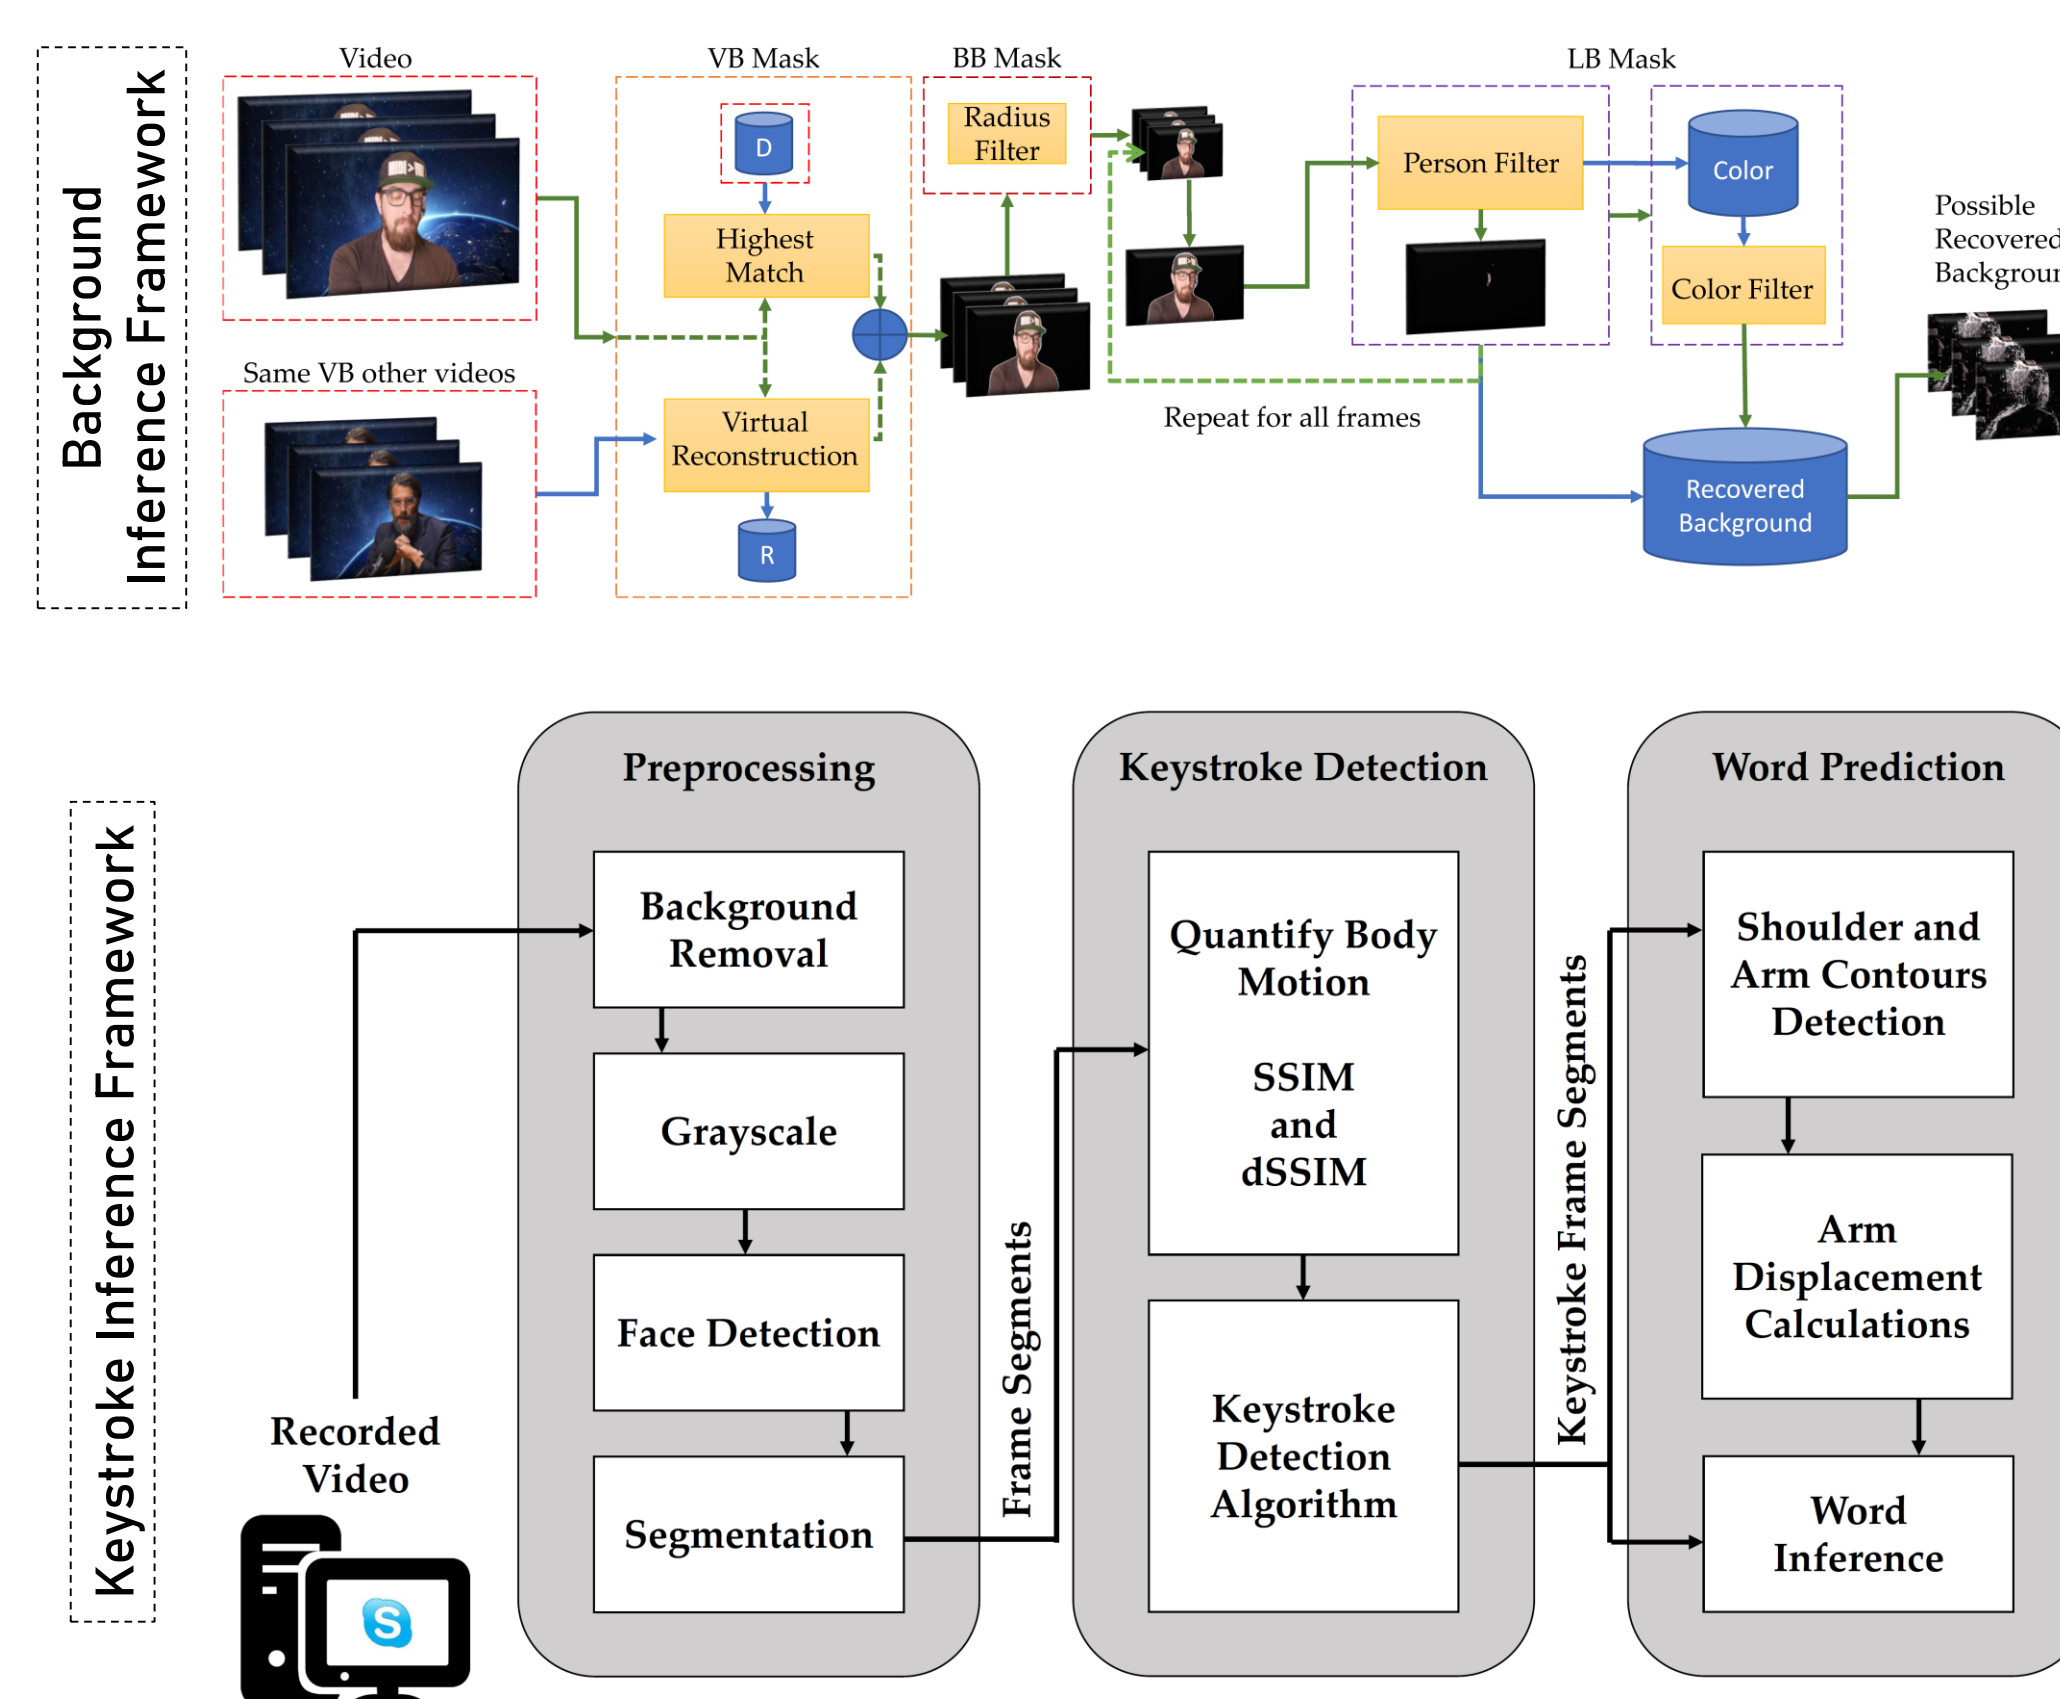 Background
Inference Framework
Video
VB Mask
BB Mask
LB Mask
D
Radius
Filter
Person Filter
Color
Highest
Match
Color Filter
Possible
Recovered
Same VB other videos
Virtual
Reconstruction
R
Repeat for all frames
Recovered
Background
Keystroke Inference Framework
Recorded
Video
S
Preprocessing
Background
Removal
Grayscale
Face Detection
Segmentation
Frame Segments
Keystroke Detection
Quantify Body
Motion
SSIM
and
dSSIM
Keystroke
Detection
Algorithm
Keystroke Frame Segments
Word Prediction
Shoulder and
Arm Contours
Detection
Arm
Displacement
Calculations
Word
Inference